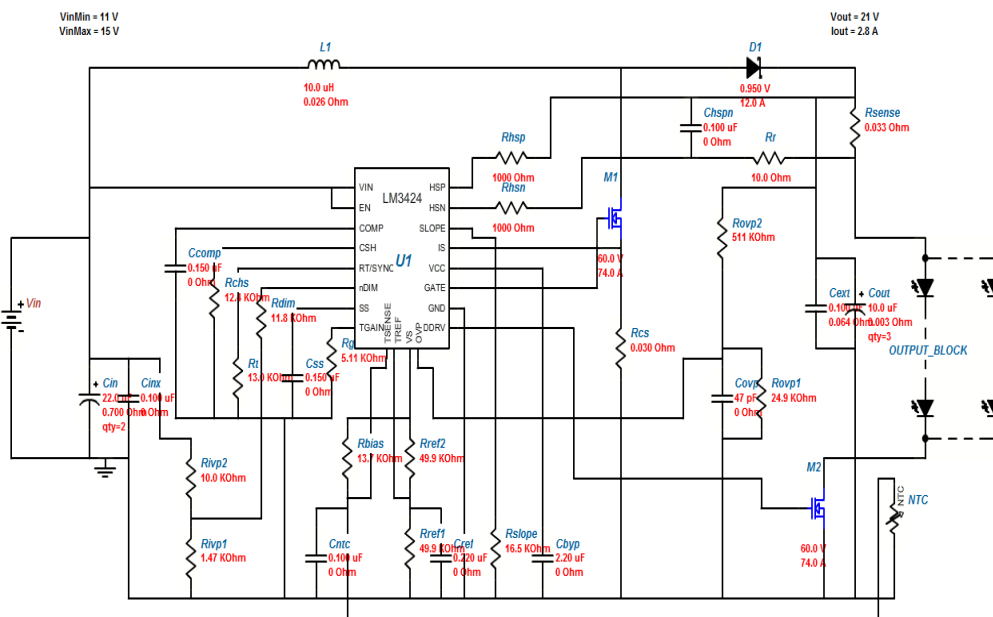 VinMin = 11 V
VinMax = 15 V
Vout = 21 V
Iout = 2.8 A
L1
10.0 uH
0.026 Ohm
D1
0.950 V
12.0 A
Chspn
0.100 uF
0 Ohm
Rsense
0.033 Ohm
Rr
10.0 Ohm
Rhsp
1000 Ohm
Rhsn
1000 Ohm
M1
60.0 V
74.0 A
LM3424
U1
VIN
EN
COMP
CSH
RT/SYNC
nDIM
SS
TGAIN
TSENSE
TREF
VS
OVP
HSP
HSN
SLOPE
IS
VCC
GATE
GND
DDRV
Ccomp
0.150 uF
0 Ohm
Rchs
Rdim
11.8 KOhm
Rt
Css
0.150 uF
0 Ohm
5.11 KOhm
Vin
Cin
0.700 Ohm
qty=2
Cinx
0.100 uF
Rivp2
10.0 KOhm
Rivp1
1.47 KOhm
Rbias
Rref2
49.9 KOhm
Rref1
49.9 KOhm
Cntc
0.100 uF
0 Ohm
Cref
0.220 uF
0 Ohm
Rslope
16.5 KOhm
Cbyp
2.20 uF
0 Ohm
Rcs
0.030 Ohm
Rovp2
511 KOhm
Covp
47 pF
0 Ohm
Rovp1
24.9 KOhm
Cext
0.064 Ohm
Cout
10.0 uF
0.003 Ohm
qty=3
OUTPUT_BLOCK
M2
60.0 V
74.0 A
NTC
NTC